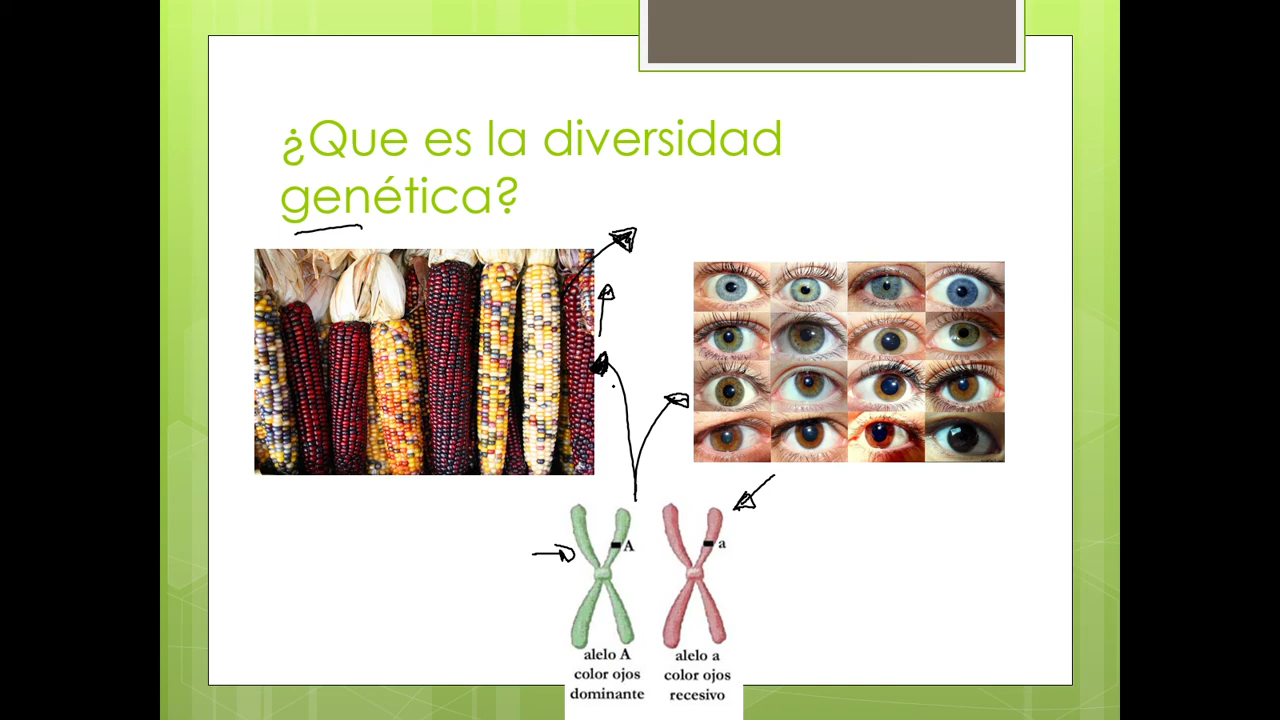 ¿Que es la diversidad
genética?
A
a
alelo A
color ojos
dominante
alelo a
color ojos
recesivo